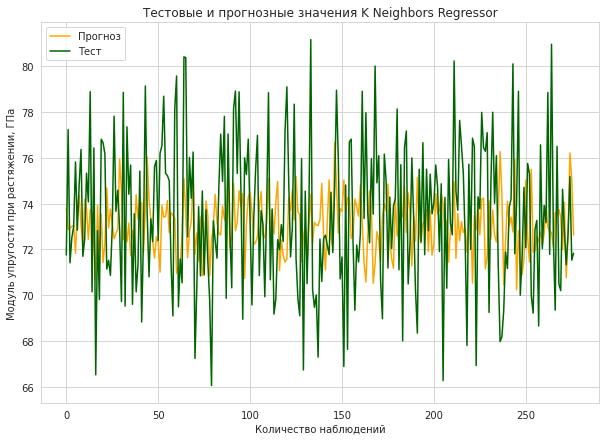 Тестовые и прогнозные значения K Neighbors Regressor
Прогноз
Тест
Модуль упругости при растяжении, ГПа
80
78
76
74
72
70
68
66
0
50
100
150
200
250
Количество наблюдений